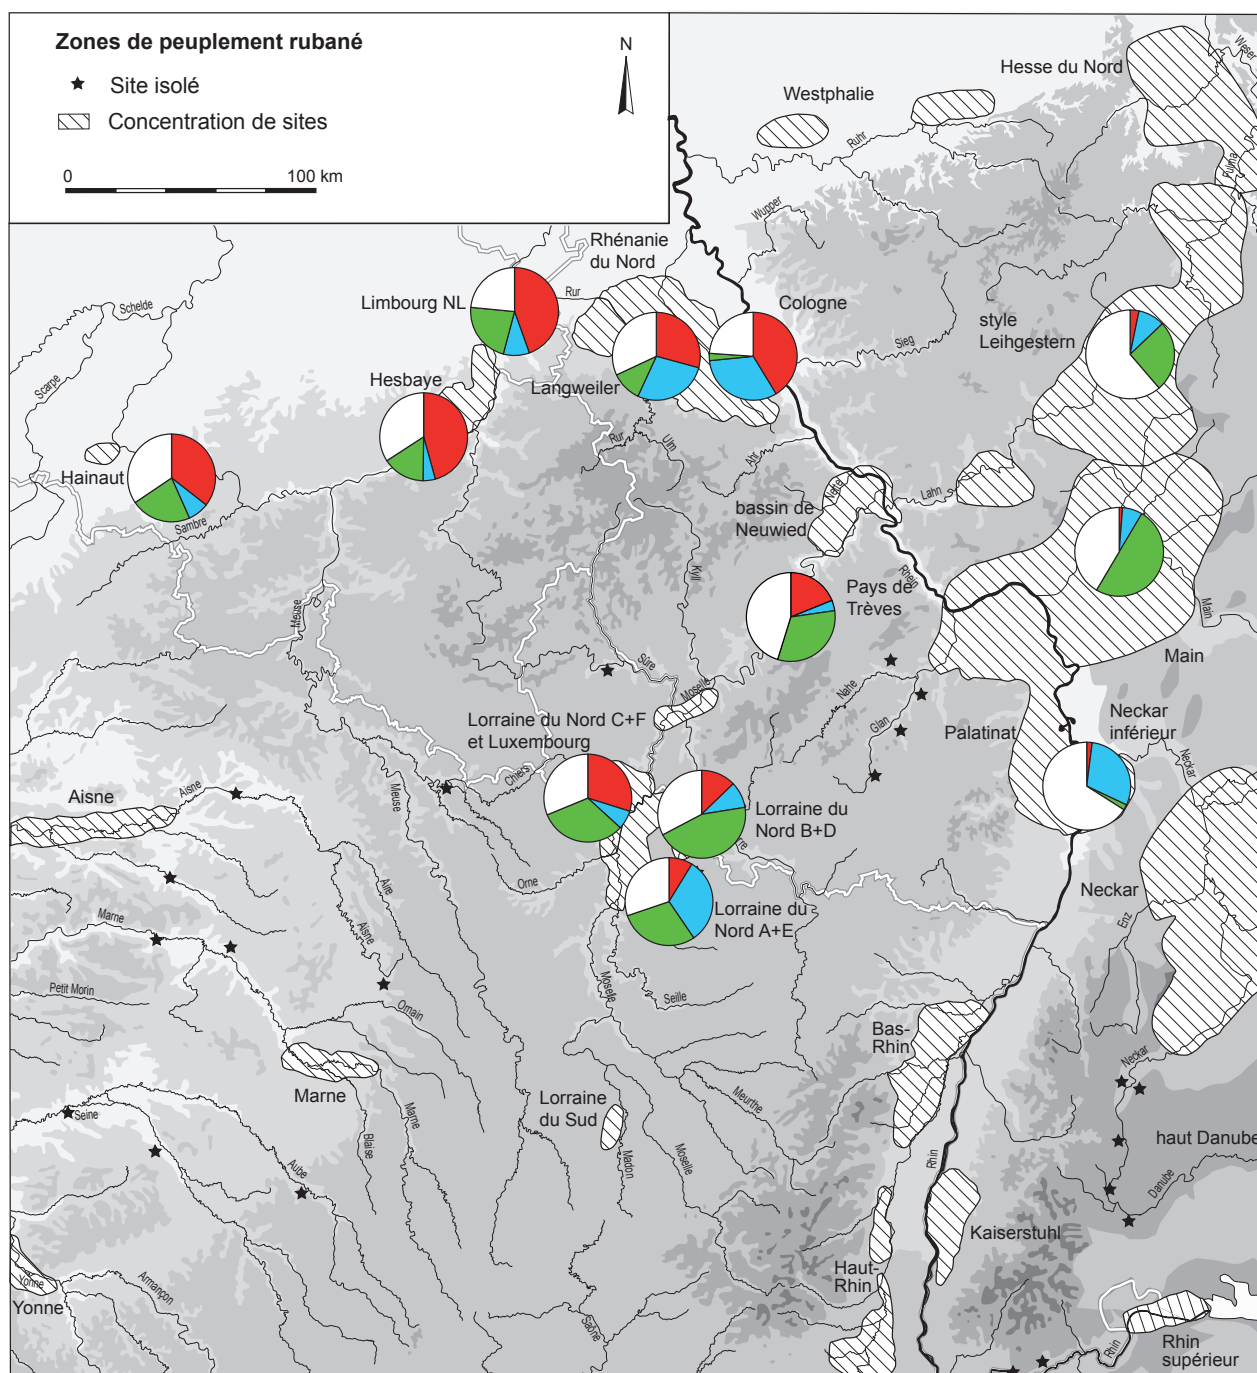 Zones de peuplement rubané
Site isolé
Concentration de sites
0 100 km
N
Hesse du Nord
Westphalie
Weser
Ruhr
Fulda
Wupper
Rhénanie
du Nord
Limbourg NL
Rur
Cologne
Schelde
style
Leihgestern
Sieg
Scarpe
Hesbaye
Langweiler
Rur
Ulm
Ahr
Hainaut
Sambre
bassin de
Neuwied
Nette
Lahn
Rhein
Kyll
Pays de
Trèves
Meuse
Main
Main
Sûre
Moselle
Nahe
Glan
Lorraine du Nord C+F
et Luxembourg
Palatinat
Neckar
inférieur
Neckar
Chiers
Aisne
Aisne
Meuse
Lorraine du
Nord B+D
Orne
Aire
Aisne
Neckar
Lorraine du
Nord A+E
Enz
Marne
Petit Morin
Ornain
Moselle
Seille
Bas-
Rhin
Neckar
Marne
Meurthe
Seine
Blaise
Marne
Lorraine
du Sud
Madon
Moselle
Rhin
haut Danube
Danube
Aube
Kaiserstuhl
Haut-
Rhin
Yonne
Yonne
Armançon
Saône
Rhin
Rhin
supérieur